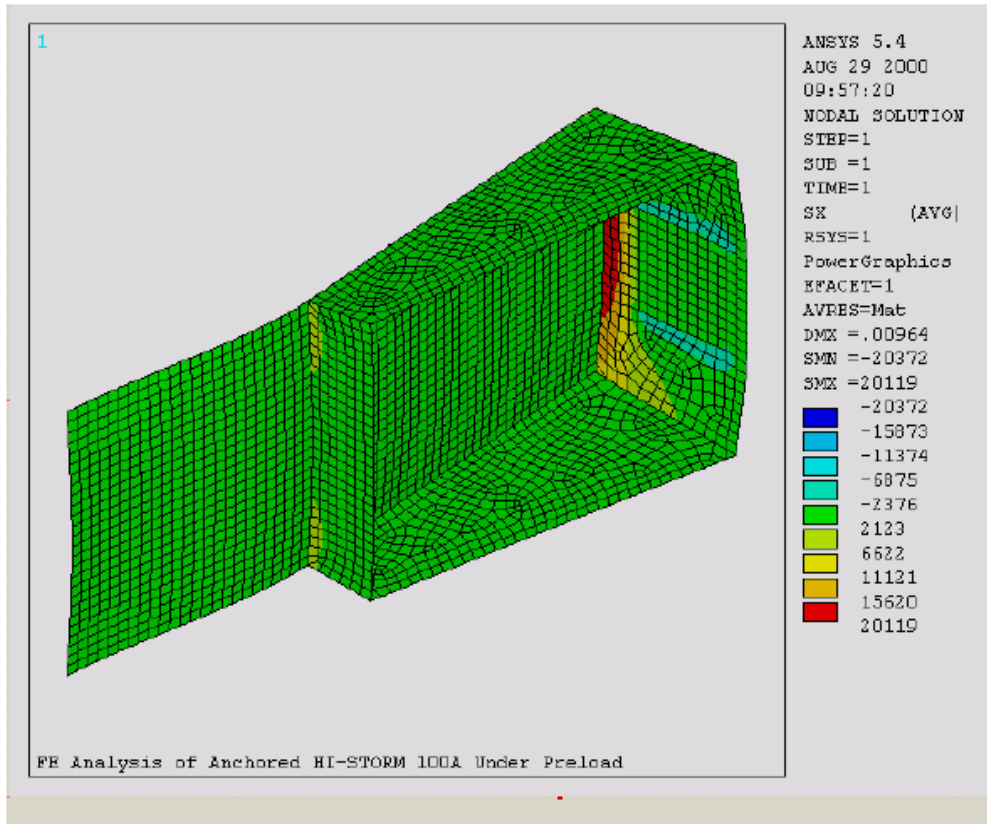 1
ANSYS 5.4
AUG 29 2000
09:57:20
NODAL SOLUTION
STEP=1
SUB =1
TIME=1
SX (AVG)
RSYS=1
PowerGraphics
EFACET=1
AVRES=Mat
DMX =.00964
SMN =-20372
SMX =20119
-20372
-15873
-11374
-6875
-2376
2123
6622
11121
15620
20119
FE Analysis of Anchored HI-STORM 100A Under Preload